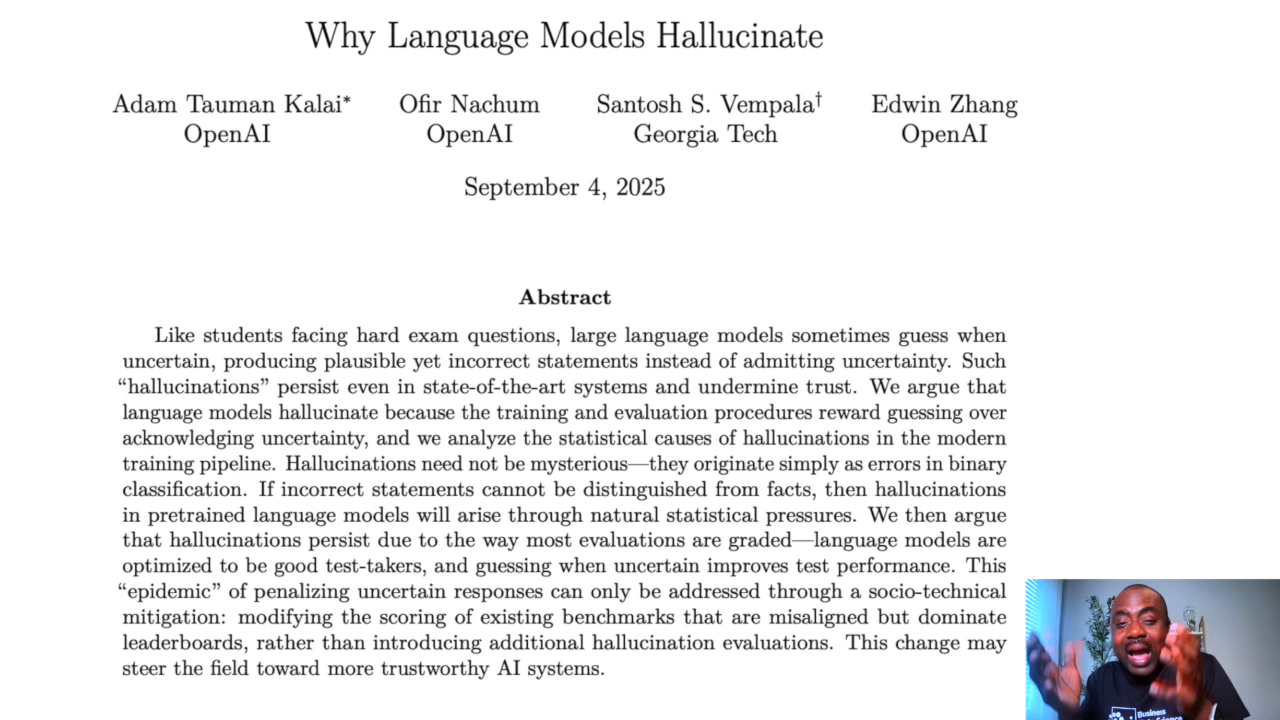 Why Language Models Hallucinate
Adam Tauman Kalai* Ofir Nachum Santosh S. Vempala† Edwin Zhang
OpenAI OpenAI Georgia Tech OpenAI
September 4, 2025
Abstract
Like students facing hard exam questions, large language models sometimes guess when
uncertain, producing plausible yet incorrect statements instead of admitting uncertainty. Such
“hallucinations” persist even in state-of-the-art systems and undermine trust. We argue that
language models hallucinate because the training and evaluation procedures reward guessing over
acknowledging uncertainty, and we analyze the statistical causes of hallucinations in the modern
training pipeline. Hallucinations need not be mysterious—they originate simply as errors in binary
classification. If incorrect statements cannot be distinguished from facts, then hallucinations
in pretrained language models will arise through natural statistical pressures. We then argue
that hallucinations persist due to the way most evaluations are graded—language models are
optimized to be good test-takers, and guessing when uncertain improves test performance. This
“epidemic” of penalizing uncertain responses can only be addressed through a socio-technical
mitigation: modifying the scoring of existing benchmarks that are misaligned but dominate
leaderboards, rather than introducing additional hallucination evaluations. This change may
steer the field toward more trustworthy AI systems.
Business